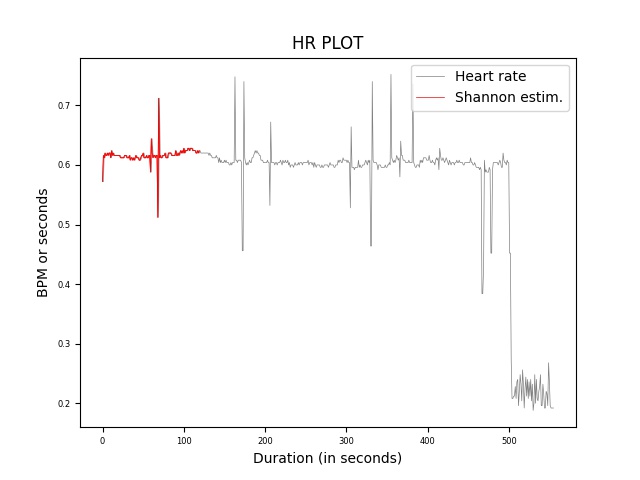 HR PLOT
Heart rate
Shannon estim.
BPM or seconds
0.7
0.6
0.5
0.4
0.3
0.2
0 100 200 300 400 500
Duration (in seconds)